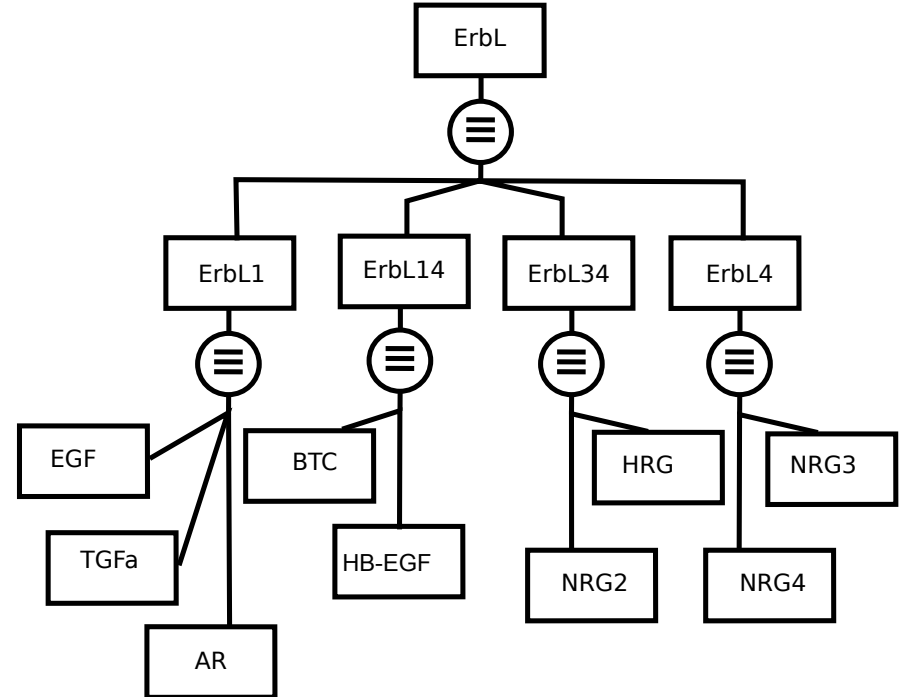 ErbL
ErbL1
ErbL14
ErbL34
ErbL4
EGF
BTC
HRG
NRG3
TGFa
HB-EGF
NRG2
NRG4
AR